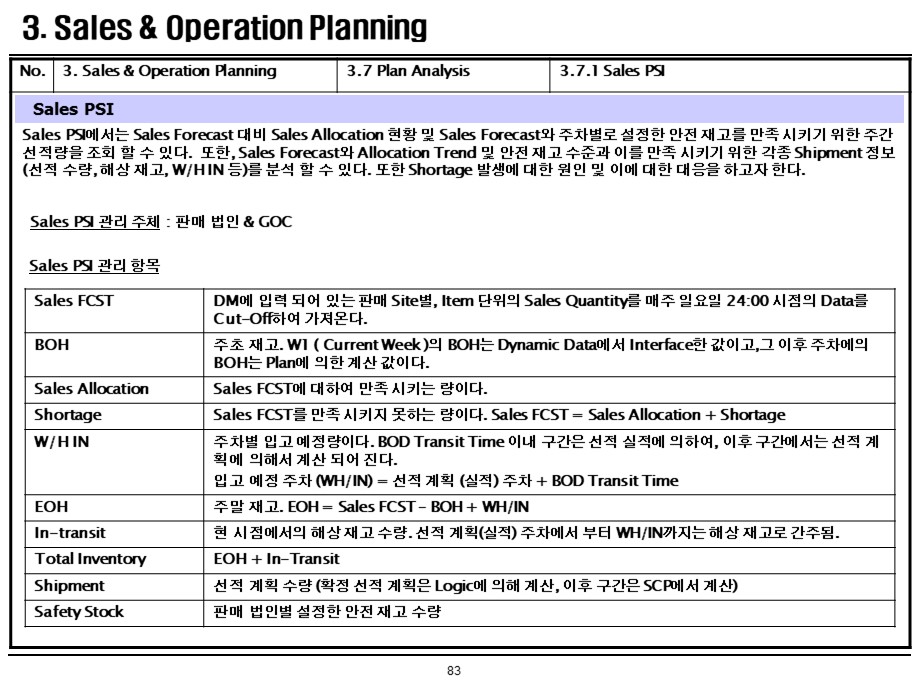 3. Sales & Operation Planning
No. 3. Sales & Operation Planning 3.7 Plan Analysis 3.7.1 Sales PSI
Sales PSI
Sales PSI에서는 Sales Forecast 대비 Sales Allocation 현황 및 Sales Forecast와 주차별로 설정한 안전 재고를 만족 시키기 위한 주간
선적량을 조회 할 수 있다. 또한, Sales Forecast와 Allocation Trend 및 안전 재고 수준과 이를 만족 시키기 위한 각종 Shipment 정보
(선적 수량, 해상 재고, W/H IN 등)를 분석 할 수 있다. 또한 Shortage 발생에 대한 원인 및 이에 대한 대응을 하고자 한다.
Sales PSI 관리 주체 : 판매 법인 & GOC
Sales PSI 관리 항목
Sales FCST DM에 입력 되어 있는 판매 Site별, Item 단위의 Sales Quantity를 매주 일요일 24:00 시점의 Data를
Cut-Off하여 가져온다.
BOH 주초 재고. W1 ( Current Week )의 BOH는 Dynamic Data에서 Interface한 값이고,그 이후 주차에의
BOH는 Plan에 의한 계산 값이다.
Sales Allocation Sales FCST에 대하여 만족 시키는 량이다.
Shortage Sales FCST를 만족 시키지 못하는 량이다. Sales FCST = Sales Allocation + Shortage
W/H IN 주차별 입고 예정량이다. BOD Transit Time 이내 구간은 선적 실적에 의하여, 이후 구간에서는 선적 계
획에 의해서 계산 되어 진다.
입고 예정 주차 (WH/IN) = 선적 계획 (실적) 주차 + BOD Transit Time
EOH 주말 재고. EOH = Sales FCST - BOH + WH/IN
In-transit 현 시점에서의 해상 재고 수량. 선적 계획(실적) 주차에서 부터 WH/IN까지는 해상 재고로 간주됨.
Total Inventory EOH + In-Transit
Shipment 선적 계획 수량 (확정 선적 계획은 Logic에 의해 계산, 이후 구간은 SCP에서 계산)
Safety Stock 판매 법인별 설정한 안전 재고 수량
83